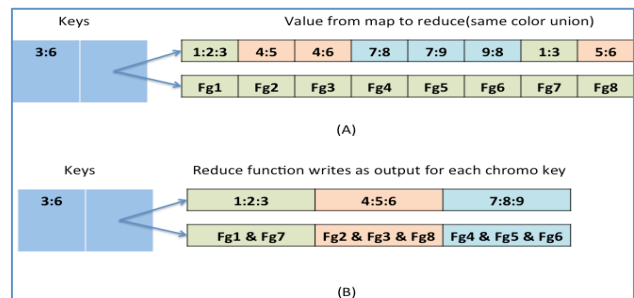 Keys Value from map to reduce(same color union)
3:6 1:2:3 4:5 4:6 7:8 7:9 9:8 1:3 5:6
Fg1 Fg2 Fg3 Fg4 Fg5 Fg6 Fg7 Fg8
(A)
Keys Reduce function writes as output for each chromo key
3:6 1:2:3 4:5:6 7:8:9
Fg1 & Fg7 Fg2 & Fg3 & Fg8 Fg4 & Fg5 & Fg6
(B)